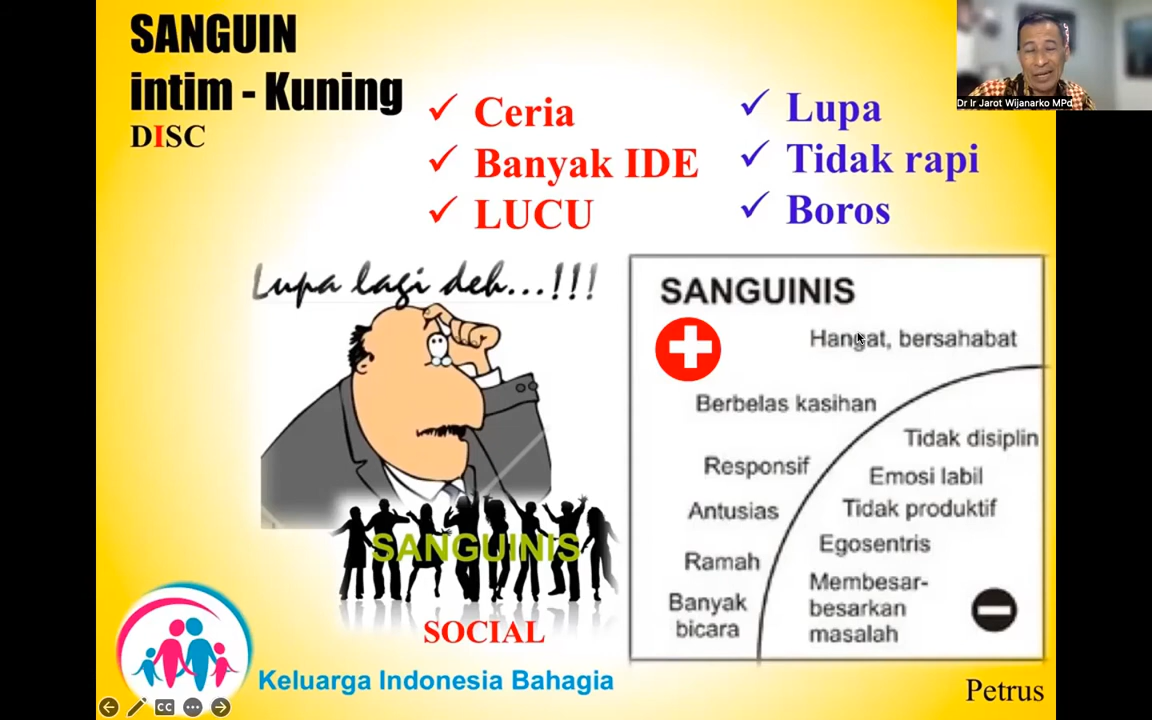 SANGUIN
intim - Kuning
DISC
✓ Ceria
✓ Banyak IDE
✓ LUCU
✓ Lupa
✓ Tidak rapi
✓ Boros
Dr Ir Jarot Wijanarko MPd
Lupa lagi deh...!!!
SANGUINIS
SOCIAL
SANGUINIS
Hangat, bersahabat
Berbelas kasihan
Responsif
Antusias
Ramah
Banyak
bicara
Tidak disiplin
Emosi labil
Tidak produktif
Egosentris
Membesar-
besarkan
masalah
Keluarga Indonesia Bahagia
Petrus
CC